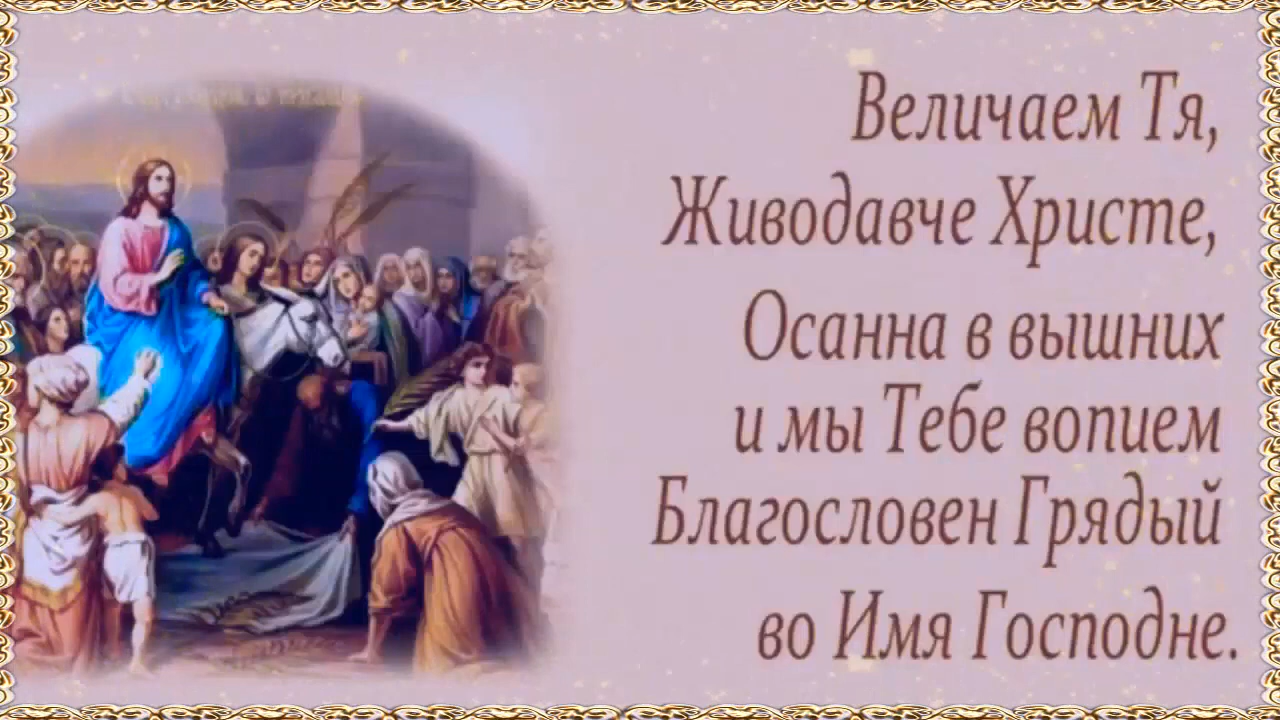 Величаем Тя,
Живодавче Христе,
Осанна в вышних
и мы Тебе вопием
Благословен Грядый
во Имя Господне.